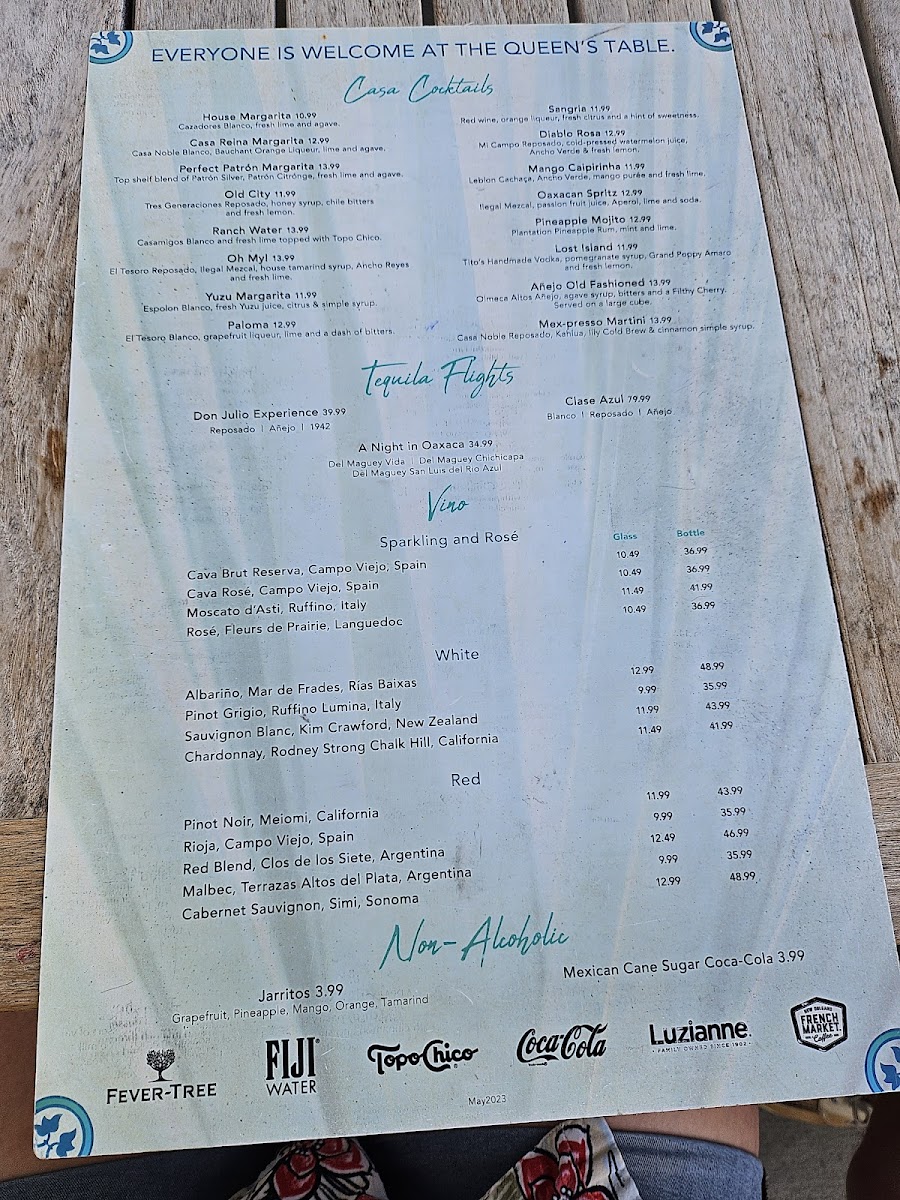 EVERYONE IS WELCOME AT THE QUEEN'S TABLE.
Casa Cocktails
House Margarita 10.99
Cazadores Blanco, fresh lime and agave.
Casa Reina Margarita 12.99
Casa Noble Blanco, Bauchant Orange Liqueur, lime and agave.
Perfect Patrón Margarita 13.99
Top shelf blend of Patrón Silver, Patrón Citrónge, fresh lime and agave.
Old City 11.99
Tres Generaciones Reposado, honey syrup, chile bitters
and fresh lemon.
Ranch Water 13.99
Casamigos Blanco and fresh lime topped with Topo Chico.
Oh My! 13.99
El Tesoro Reposado, Ilegal Mezcal, house tamarind syrup, Ancho Reyes
and fresh lime.
Yuzu Margarita 11.99
Espolon Blanco, fresh Yuzu juice, citrus & simple syrup.
Paloma 12.99
El Tesoro Blanco, grapefruit liqueur, lime and a dash of bitters.
Sangria 11.99
Red wine, orange liqueur, fresh citrus and a hint of sweetness.
Diablo Rosa 12.99
Mi Campo Reposado, cold-pressed watermelon juice,
Ancho Verde & fresh lemon.
Mango Caipirinha 11.99
Leblon Cachaça, Ancho Verde, mango purée and fresh lime.
Oaxacan Spritz 12.99
Ilegal Mezcal, passion fruit juice, Aperol, lime and soda.
Pineapple Mojito 12.99
Plantation Pineapple Rum, mint and lime.
Lost Island 11.99
Tito's Handmade Vodka, pomegranate syrup, Grand Poppy Amaro
and fresh lemon.
Añejo Old Fashioned 13.99
Olmeca Altos Añejo, agave syrup, bitters and a Filthy Cherry.
Served on a large cube.
Mex-presso Martini 13.99
Casa Noble Reposado, Kahlua, Illy Cold Brew & cinnamon simple syrup.
Tequila Flights
Don Julio Experience 39.99
Reposado | Añejo | 1942
Clase Azul 79.99
Blanco | Reposado | Añejo
A Night in Oaxaca 34.99
Del Maguey Vida | Del Maguey Chichicapa
Del Maguey San Luis del Rio Azul
Vino
Sparkling and Rosé Glass Bottle
Cava Brut Reserva, Campo Viejo, Spain 10.49 36.99
Cava Rosé, Campo Viejo, Spain 10.49 36.99
Moscato d'Asti, Ruffino, Italy 11.49 41.99
Rosé, Fleurs de Prairie, Languedoc 10.49 36.99
White
Albariño, Mar de Frades, Rías Baixas 12.99 48.99
Pinot Grigio, Ruffino Lumina, Italy 9.99 35.99
Sauvignon Blanc, Kim Crawford, New Zealand 11.99 43.99
Chardonnay, Rodney Strong Chalk Hill, California 11.49 41.99
Red
Pinot Noir, Meiomi, California 11.99 43.99
Rioja, Campo Viejo, Spain 9.99 35.99
Red Blend, Clos de los Siete, Argentina 12.49 46.99
Malbec, Terrazas Altos del Plata, Argentina 9.99 35.99
Cabernet Sauvignon, Simi, Sonoma 12.99 48.99
Non-Alcoholic
Jarritos 3.99
Grapefruit, Pineapple, Mango, Orange, Tamarind
Mexican Cane Sugar Coca-Cola 3.99
FEVER-TREE
FIJI
WATER
Topo Chico
Coca-Cola
Luzianne
FAMILY OWNED SINCE 1902
NEW ORLEANS
FRENCH
MARKET
Coffee
May2023